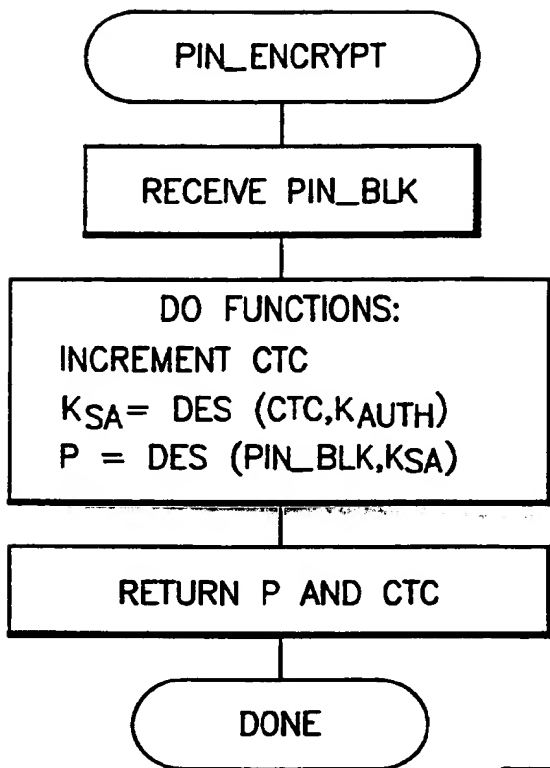 PIN_ENCRYPT
RECEIVE PIN_BLK
DO FUNCTIONS:
INCREMENT CTC
KSA= DES (CTC,KAUTH)
P = DES (PIN_BLK,KSA)
RETURN P AND CTC
DONE